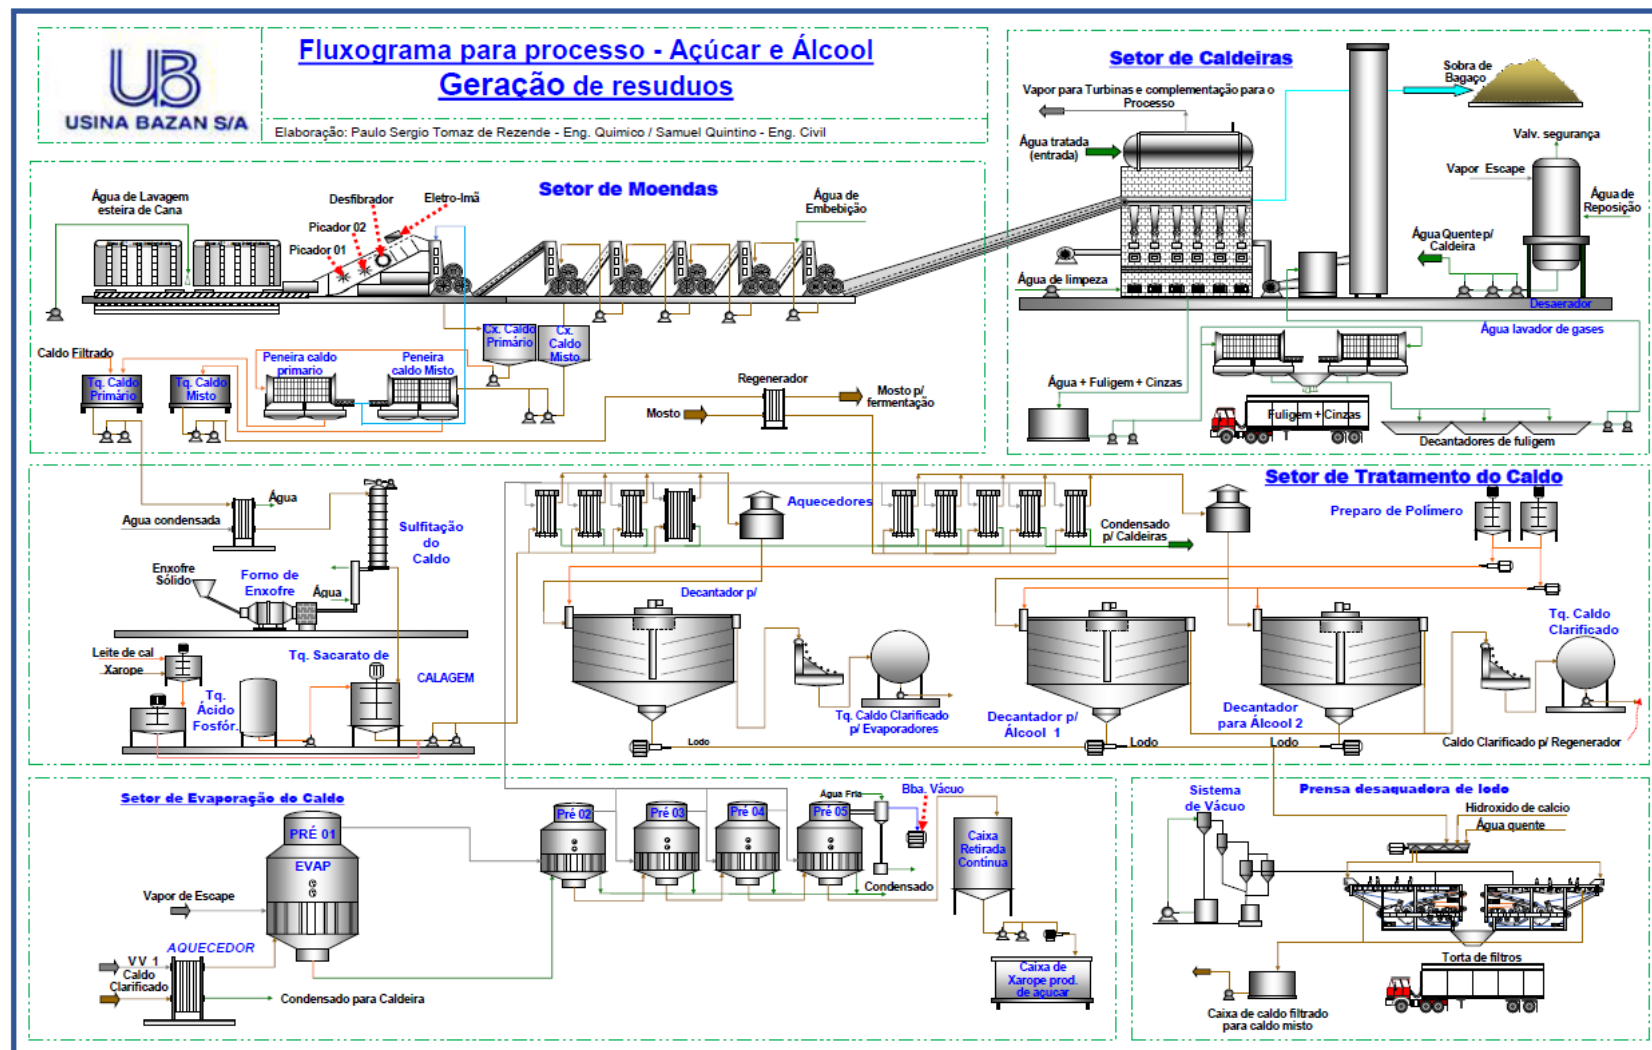 Fluxograma para processo - Açúcar e Álcool
Geração de resuduos
UB
USINA BAZAN S/A
Elaboração: Paulo Sergio Tomaz de Rezende - Eng. Quimico / Samuel Quintino - Eng. Civil
Setor de Caldeiras
Sobra de
Bagaço
Vapor para Turbinas e complementação para o
Processo
Água tratada
(entrada)
Valv. segurança
Vapor Escape
Água de
Reposição
Água Quente p/
Caldeira
Água de limpeza
Desaerador
Água lavador de gases
Água + Fuligem + Cinzas
Fuligem + Cinzas
Decantadores de fuligem
Setor de Moendas
Água de Lavagem
esteira de Cana
Desfibrador
Eletro-Imã
Picador 02
Picador 01
Água de
Embebição
Cx. Caldo
Primário
Cx.
Caldo
Misto
Caldo Filtrado
Tq. Caldo
Primário
Tq. Caldo
Misto
Peneira caldo
primario
Peneira
caldo Misto
Regenerador
Mosto
Mosto p/
fermentação
Setor de Tratamento do Caldo
Água
Agua condensada
Sulfitação
do
Caldo
Enxofre
Sólido
Forno de
Enxofre
Água
Aquecedores
Condensado
p/ Caldeiras
Preparo de Polímero
Leite de cal
Xarope
Tq. Sacarato de
CALAGEM
Tq.
Ácido
Fosfór.
Decantador p/
Tq. Caldo Clarificado
p/ Evaporadores
Lodo
Decantador p/
Álcool 1
Lodo
Decantador
para Álcool 2
Lodo
Tq. Caldo
Clarificado
Caldo Clarificado p/ Regenerador
Setor de Evaporação do Caldo
PRÉ 01
EVAP
Vapor de Escape
AQUECEDOR
V V 1
Caldo
Clarificado
Condensado para Caldeira
Pré 02
Pré 03
Pré 04
Pré 05
Agua Fria
Bba. Vácuo
Condensado
Caixa
Retirada
Contínua
Caixa de
Xarope prod.
de açucar
Prensa desaguadora de lodo
Sistema
de Vácuo
Hidroxido de calcio
Água quente
Torta de filtros
Caixa de caldo filtrado
para caldo misto